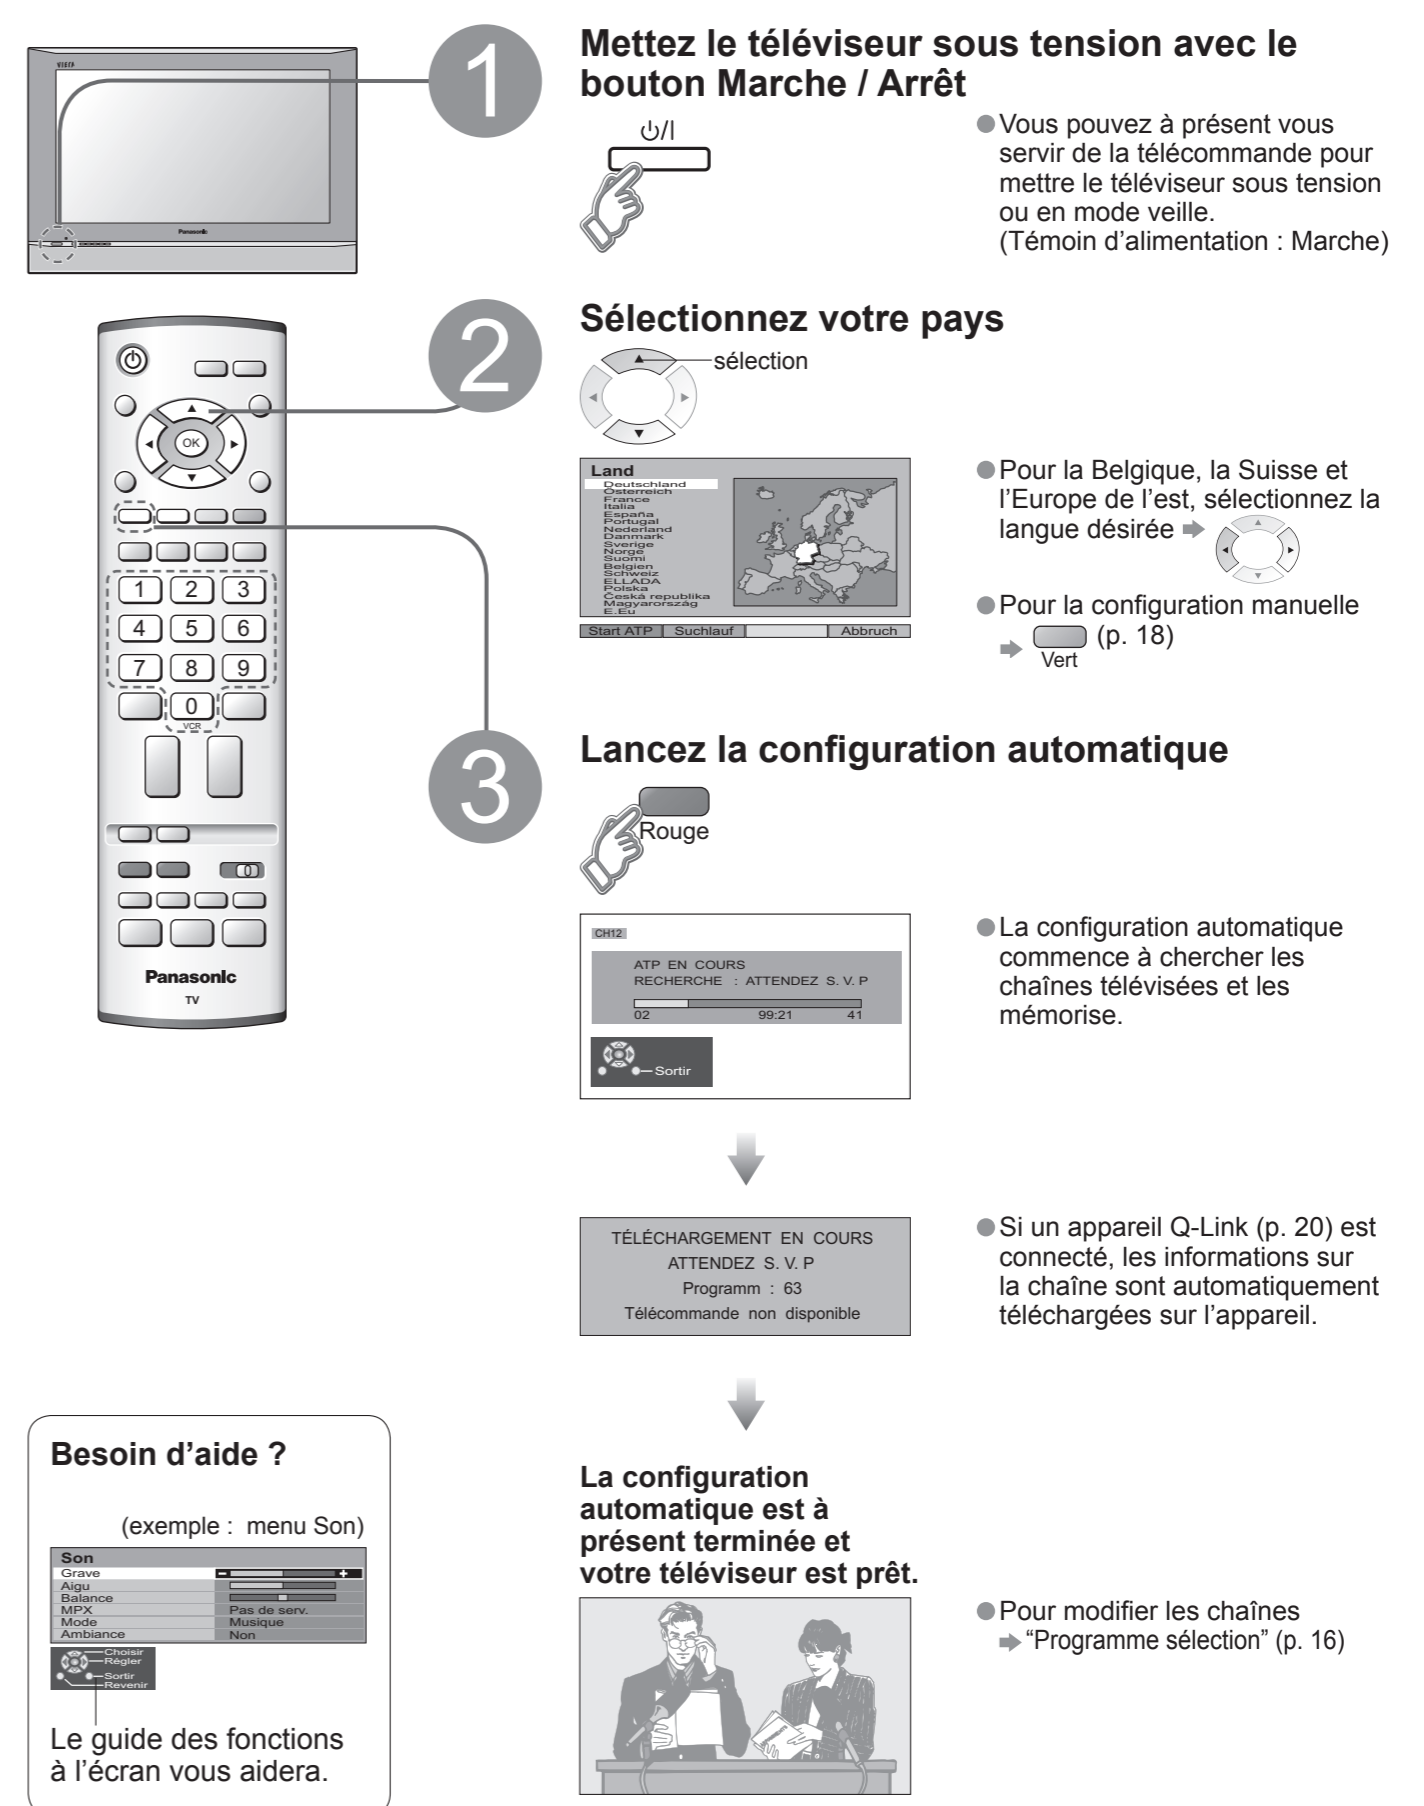 VIERA
Panasonic
1
Mettez le téléviseur sous tension avec le
bouton Marche / Arrêt
⏻/I
●Vous pouvez à présent vous
servir de la télécommande pour
mettre le téléviseur sous tension
ou en mode veille.
(Témoin d’alimentation : Marche)
2
Sélectionnez votre pays
sélection
Land
Deutschland
Österreich
France
Italia
España
Portugal
Nederland
Danmark
Sverige
Norge
Suomi
Belgien
Schweiz
ELLADA
Polska
Česká republika
Magyarország
E.Eu
Start ATP Suchlauf Abbruch
●Pour la Belgique, la Suisse et
l’Europe de l’est, sélectionnez la
langue désirée ➡
●Pour la configuration manuelle
➡ (p. 18)
Vert
OK
1 2 3
4 5 6
7 8 9
0
VCR
0
Panasonic
TV
3
Lancez la configuration automatique
Rouge
CH12
ATP EN COURS
RECHERCHE : ATTENDEZ S. V. P
02 99:21 41
Sortir
●La configuration automatique
commence à chercher les
chaînes télévisées et les
mémorise.
TÉLÉCHARGEMENT EN COURS
ATTENDEZ S. V. P
Programm : 63
Télécommande non disponible
●Si un appareil Q-Link (p. 20) est
connecté, les informations sur
la chaîne sont automatiquement
téléchargées sur l’appareil.
La configuration
automatique est à
présent terminée et
votre téléviseur est prêt.
●Pour modifier les chaînes
➡ “Programme sélection” (p. 16)
Besoin d’aide ?
(exemple : menu Son)
Son
Grave - +
Aigu
Balance
MPX Pas de serv.
Mode Musique
Ambiance Non
Choisir
Régler
Sortir
Revenir
Le guide des fonctions
à l’écran vous aidera.